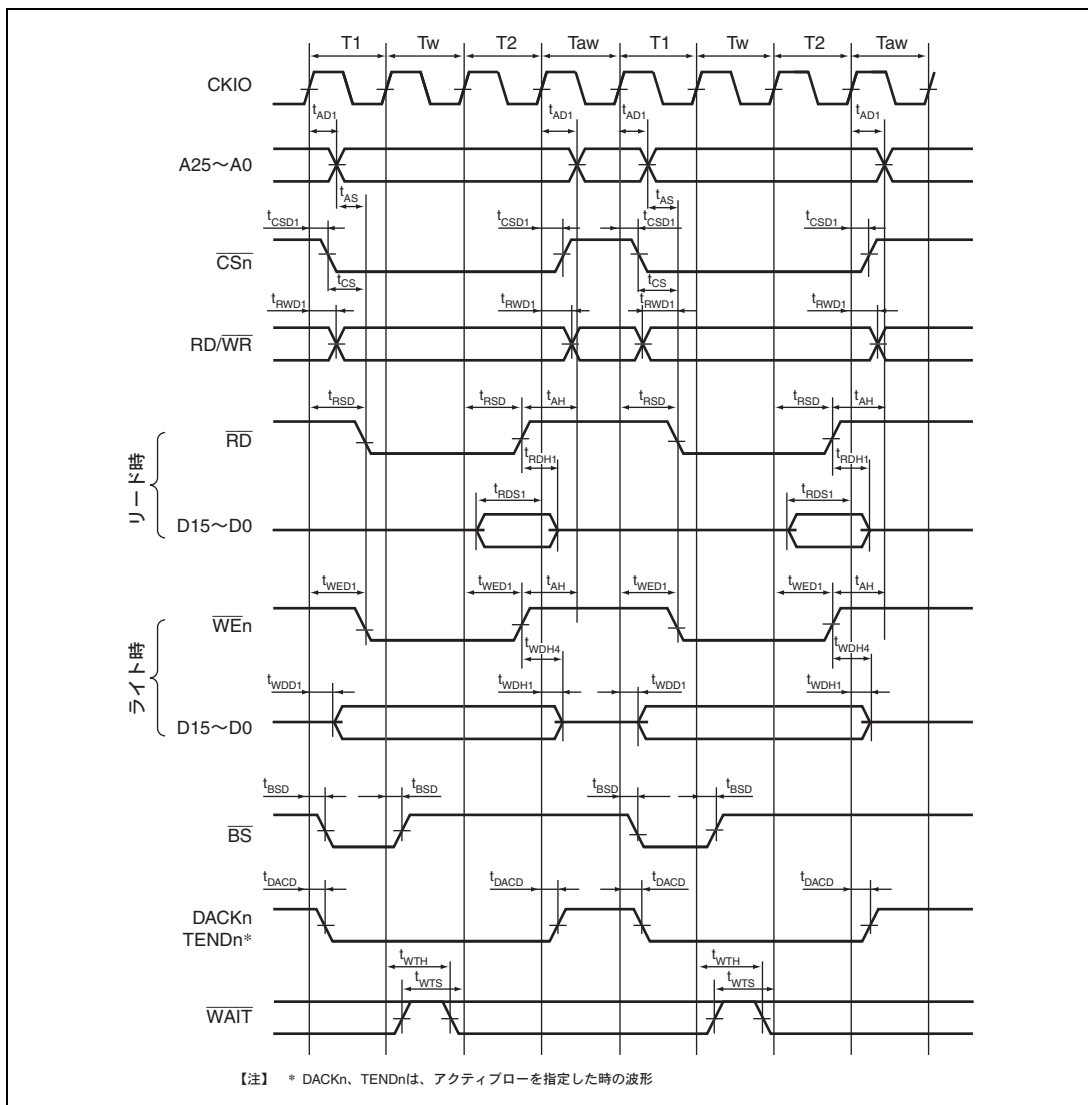 T1 Tw T2 Taw T1 Tw T2 Taw
CKIO
tAD1 tAD1 tAD1 tAD1
A25～A0
tAS tAS
tCSD1 tCSD1 tCSD1 tCSD1
CSn
tCS tCS
tRWD1 tRWD1 tRWD1 tRWD1
RD/WR
tRSD tRSD tAH tRSD tRSD tAH
RD
tRDH1 tRDH1
リード時
tRDS1 tRDS1
D15～D0
tWED1 tWED1 tAH tWED1 tWED1 tAH
WEn
tWDH4 tWDH4
ライト時
tWDD1 tWDH1 tWDD1 tWDH1
D15～D0
tBSD tBSD tBSD tBSD
BS
tDACD tDACD tDACD tDACD
DACKn
TENDn*
tWTH tWTH
tWTS tWTS
WAIT
【注】 * DACKn、TENDnは、アクティブローを指定した時の波形